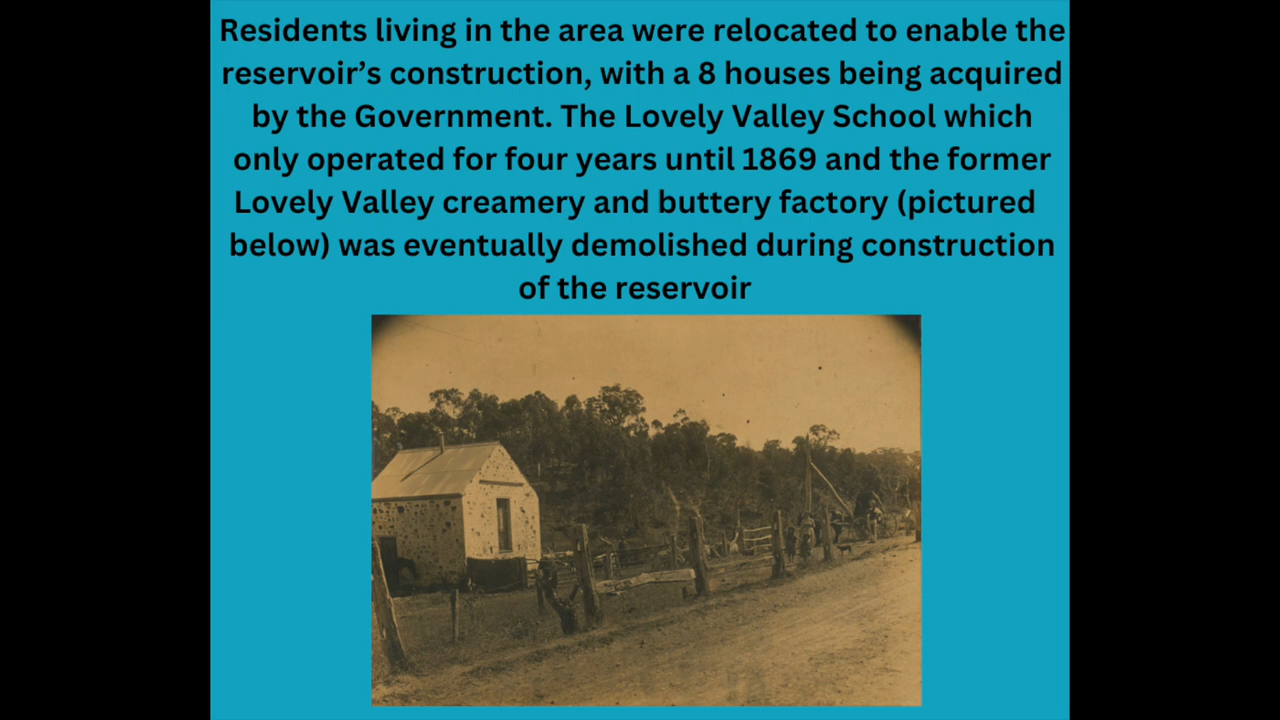 Residents living in the area were relocated to enable the
reservoir’s construction, with a 8 houses being acquired
by the Government. The Lovely Valley School which
only operated for four years until 1869 and the former
Lovely Valley creamery and buttery factory (pictured
below) was eventually demolished during construction
of the reservoir